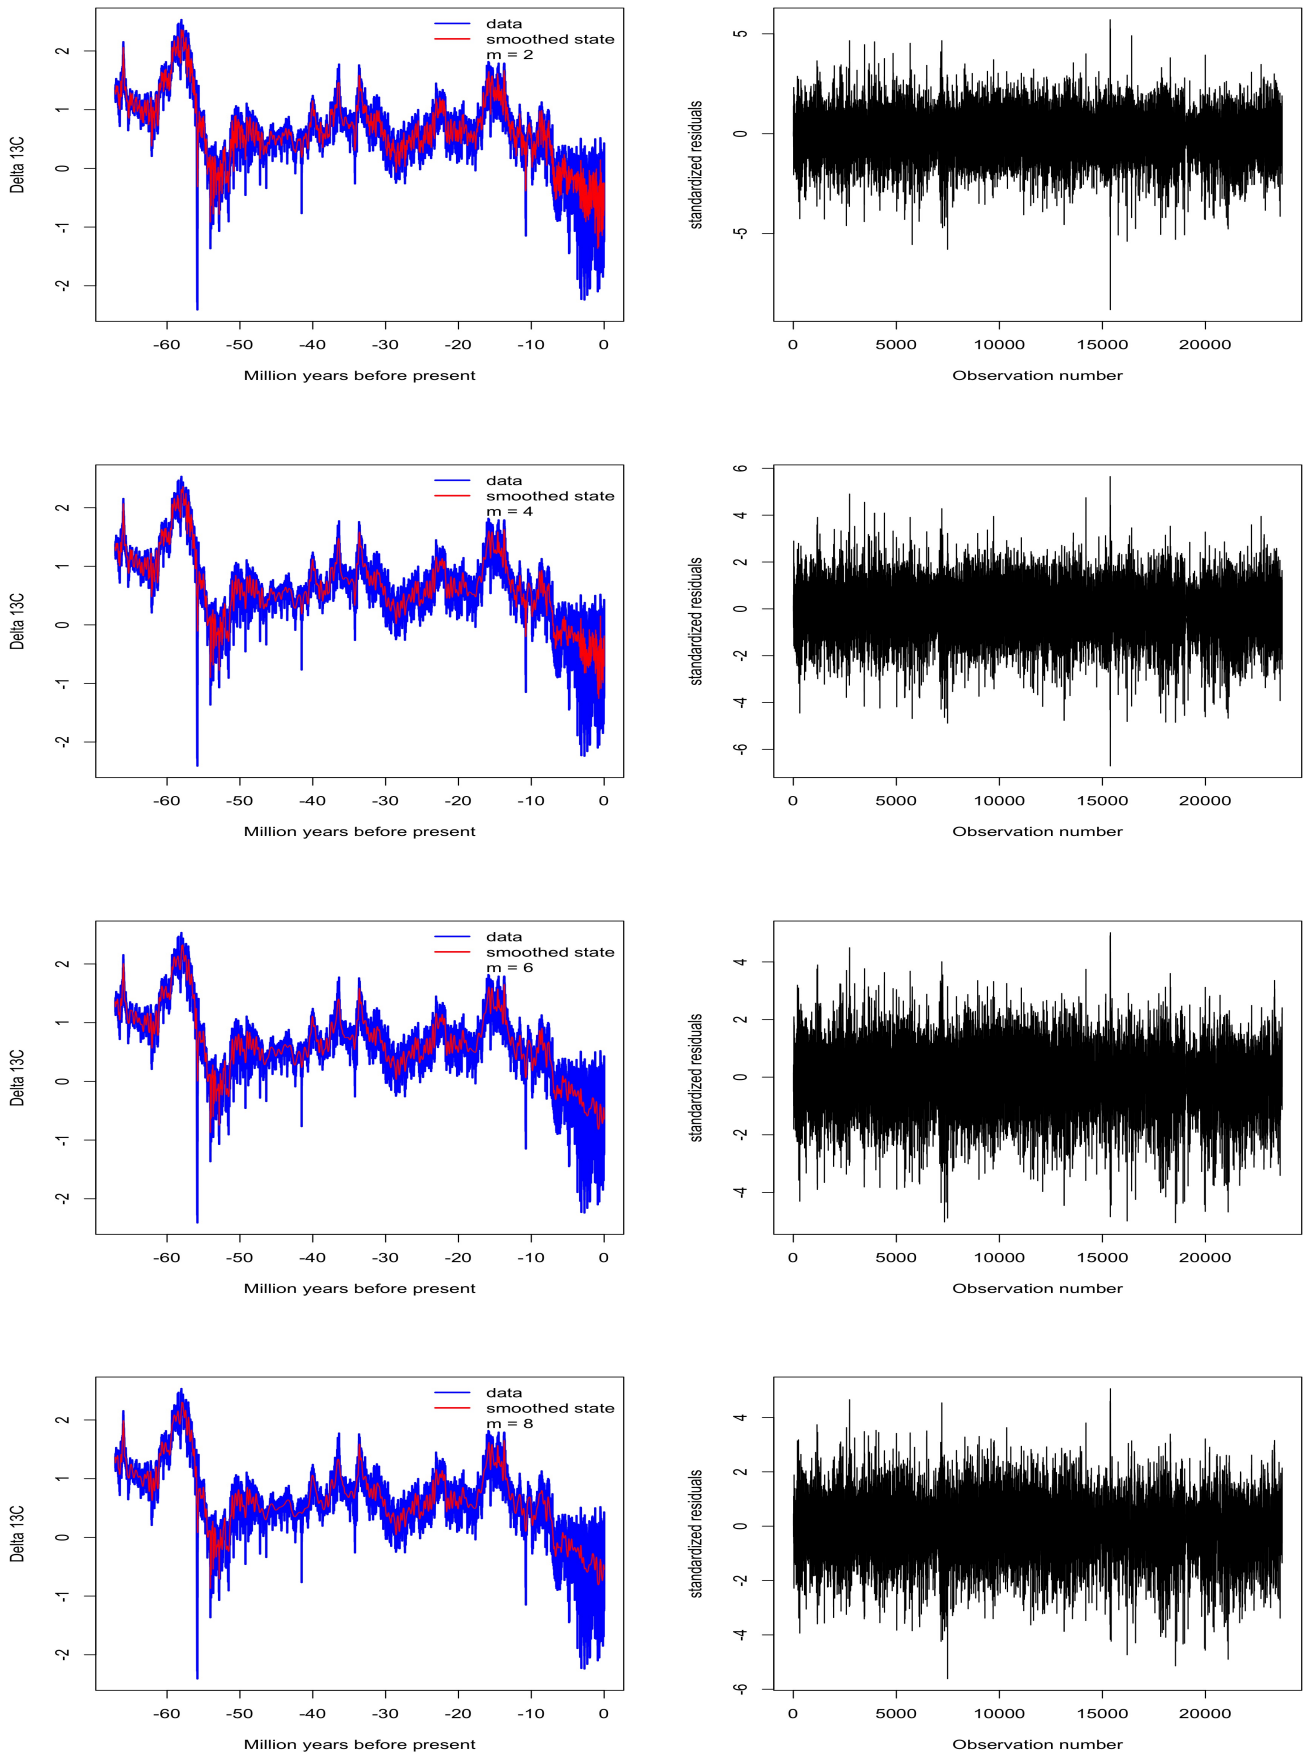 data
smoothed state
m = 2
Delta 13C
2
1
0
-1
-2
-60 -50 -40 -30 -20 -10 0
Million years before present
standardized residuals
5
0
-5
0 5000 10000 15000 20000
Observation number
data
smoothed state
m = 4
Delta 13C
2
1
0
-1
-2
-60 -50 -40 -30 -20 -10 0
Million years before present
standardized residuals
6
4
2
0
-2
-4
-6
0 5000 10000 15000 20000
Observation number
data
smoothed state
m = 6
Delta 13C
2
1
0
-1
-2
-60 -50 -40 -30 -20 -10 0
Million years before present
standardized residuals
4
2
0
-2
-4
0 5000 10000 15000 20000
Observation number
data
smoothed state
m = 8
Delta 13C
2
1
0
-1
-2
-60 -50 -40 -30 -20 -10 0
Million years before present
standardized residuals
4
2
0
-2
-4
-6
0 5000 10000 15000 20000
Observation number